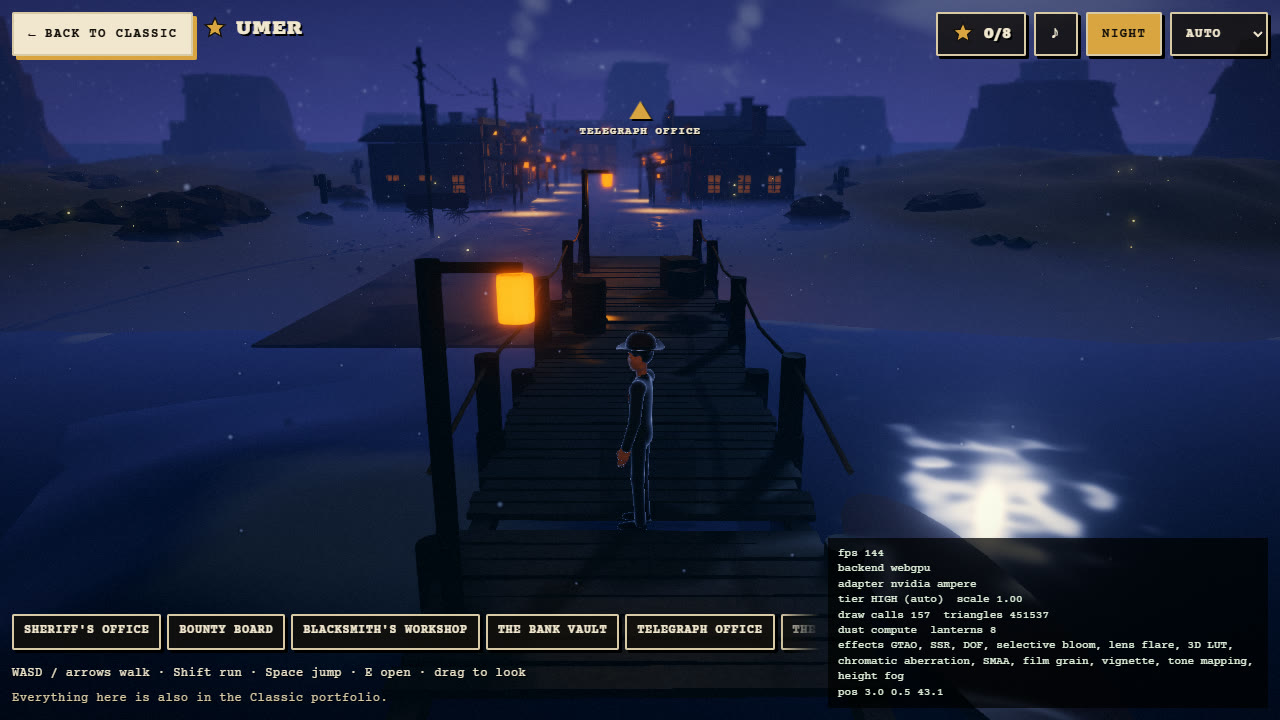 ← BACK TO CLASSIC
UMER
0/8
♪
NIGHT
AUTO
TELEGRAPH OFFICE
SHERIFF'S OFFICE
BOUNTY BOARD
BLACKSMITH'S WORKSHOP
THE BANK VAULT
TELEGRAPH OFFICE
THE
WASD / arrows walk · Shift run · Space jump · E open · drag to look
Everything here is also in the Classic portfolio.
fps 144
backend webgpu
adapter nvidia ampere
tier HIGH (auto) scale 1.00
draw calls 157 triangles 451537
dust compute lanterns 8
effects GTAO, SSR, DOF, selective bloom, lens flare, 3D LUT,
chromatic aberration, SMAA, film grain, vignette, tone mapping,
height fog
pos 3.0 0.5 43.1